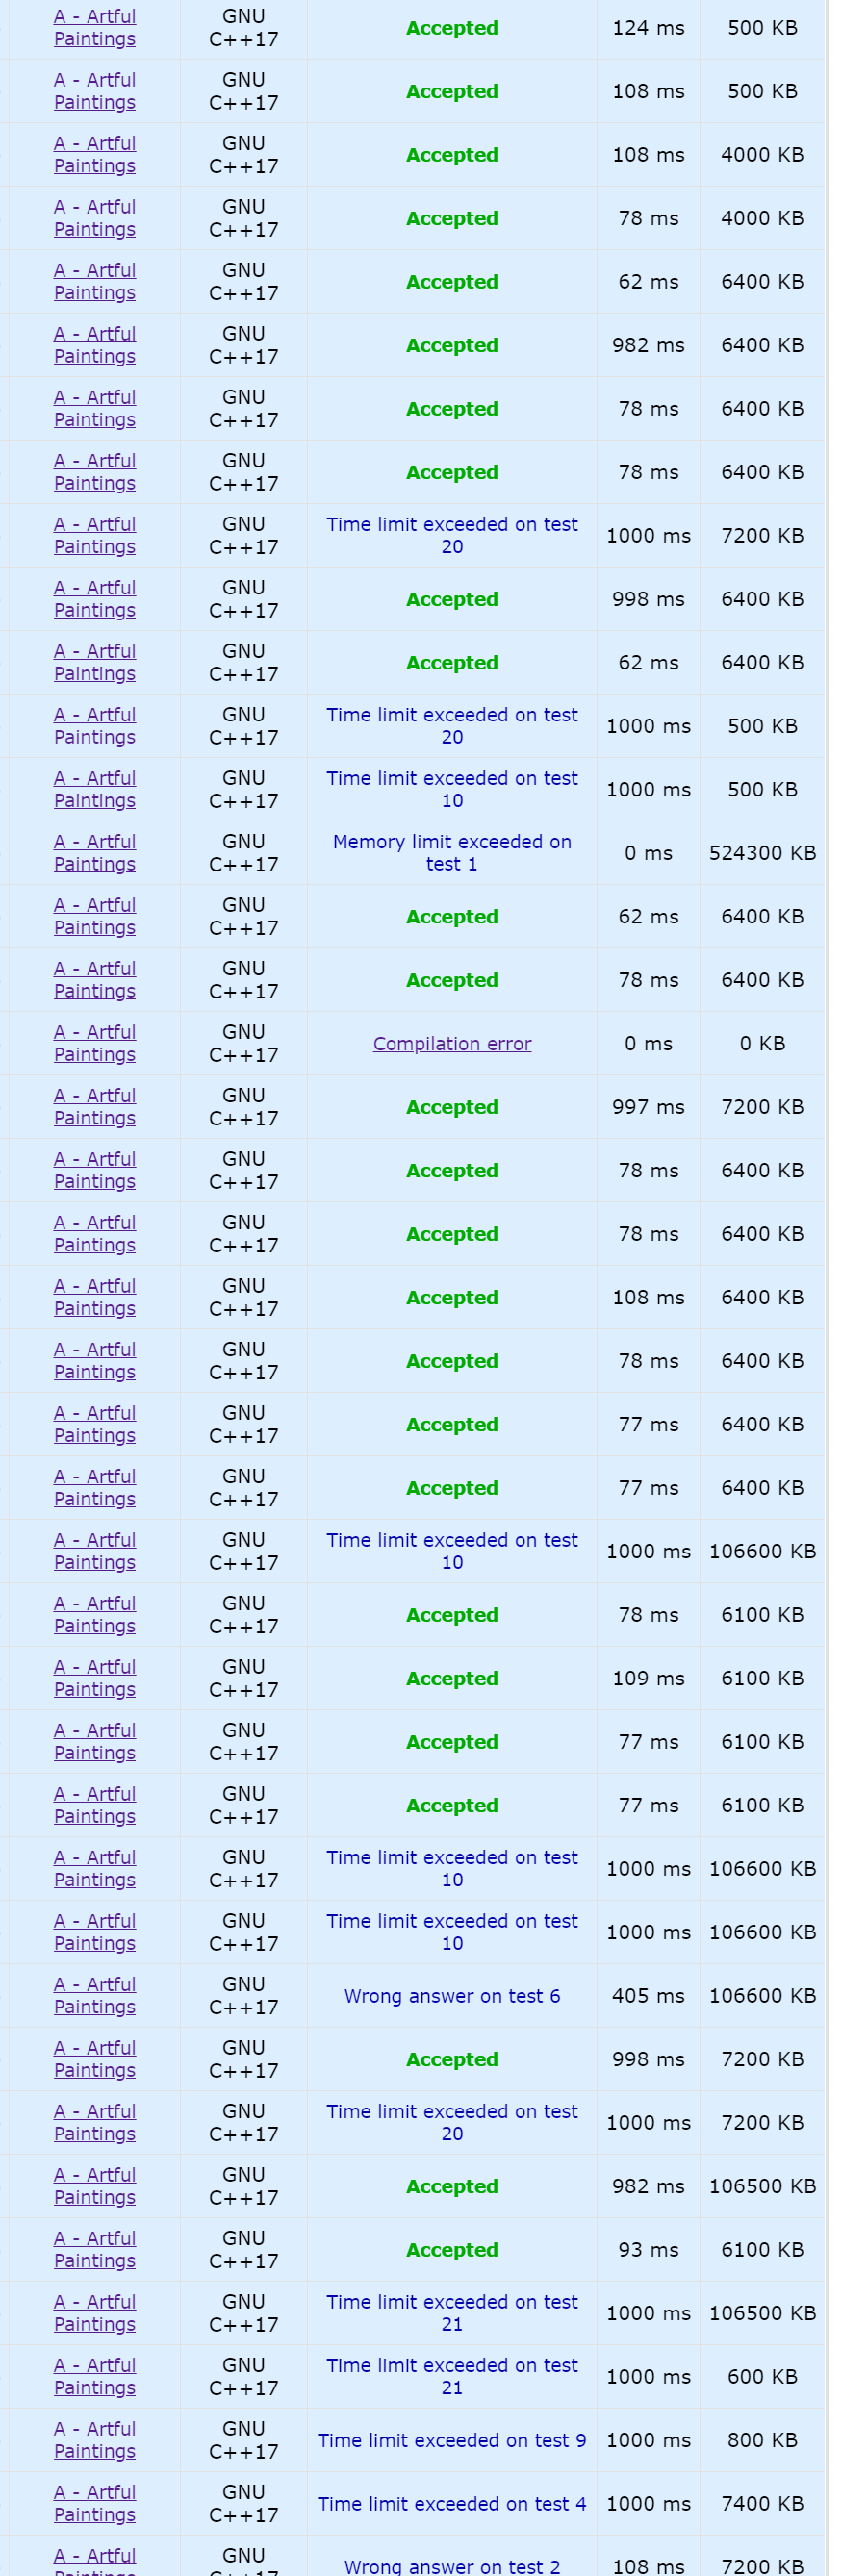 A - Artful Paintings GNU C++17 Accepted 124 ms 500 KB
A - Artful Paintings GNU C++17 Accepted 108 ms 500 KB
A - Artful Paintings GNU C++17 Accepted 108 ms 4000 KB
A - Artful Paintings GNU C++17 Accepted 78 ms 4000 KB
A - Artful Paintings GNU C++17 Accepted 62 ms 6400 KB
A - Artful Paintings GNU C++17 Accepted 982 ms 6400 KB
A - Artful Paintings GNU C++17 Accepted 78 ms 6400 KB
A - Artful Paintings GNU C++17 Accepted 78 ms 6400 KB
A - Artful Paintings GNU C++17 Time limit exceeded on test 20 1000 ms 7200 KB
A - Artful Paintings GNU C++17 Accepted 998 ms 6400 KB
A - Artful Paintings GNU C++17 Accepted 62 ms 6400 KB
A - Artful Paintings GNU C++17 Time limit exceeded on test 20 1000 ms 500 KB
A - Artful Paintings GNU C++17 Time limit exceeded on test 10 1000 ms 500 KB
A - Artful Paintings GNU C++17 Memory limit exceeded on test 1 0 ms 524300 KB
A - Artful Paintings GNU C++17 Accepted 62 ms 6400 KB
A - Artful Paintings GNU C++17 Accepted 78 ms 6400 KB
A - Artful Paintings GNU C++17 Compilation error 0 ms 0 KB
A - Artful Paintings GNU C++17 Accepted 997 ms 7200 KB
A - Artful Paintings GNU C++17 Accepted 78 ms 6400 KB
A - Artful Paintings GNU C++17 Accepted 78 ms 6400 KB
A - Artful Paintings GNU C++17 Accepted 108 ms 6400 KB
A - Artful Paintings GNU C++17 Accepted 78 ms 6400 KB
A - Artful Paintings GNU C++17 Accepted 77 ms 6400 KB
A - Artful Paintings GNU C++17 Accepted 77 ms 6400 KB
A - Artful Paintings GNU C++17 Time limit exceeded on test 10 1000 ms 106600 KB
A - Artful Paintings GNU C++17 Accepted 78 ms 6100 KB
A - Artful Paintings GNU C++17 Accepted 109 ms 6100 KB
A - Artful Paintings GNU C++17 Accepted 77 ms 6100 KB
A - Artful Paintings GNU C++17 Accepted 77 ms 6100 KB
A - Artful Paintings GNU C++17 Time limit exceeded on test 10 1000 ms 106600 KB
A - Artful Paintings GNU C++17 Time limit exceeded on test 10 1000 ms 106600 KB
A - Artful Paintings GNU C++17 Wrong answer on test 6 405 ms 106600 KB
A - Artful Paintings GNU C++17 Accepted 998 ms 7200 KB
A - Artful Paintings GNU C++17 Time limit exceeded on test 20 1000 ms 7200 KB
A - Artful Paintings GNU C++17 Accepted 982 ms 106500 KB
A - Artful Paintings GNU C++17 Accepted 93 ms 6100 KB
A - Artful Paintings GNU C++17 Time limit exceeded on test 21 1000 ms 106500 KB
A - Artful Paintings GNU C++17 Time limit exceeded on test 21 1000 ms 600 KB
A - Artful Paintings GNU C++17 Time limit exceeded on test 9 1000 ms 800 KB
A - Artful Paintings GNU C++17 Time limit exceeded on test 4 1000 ms 7400 KB
A - Artful Paintings GNU C++17 Wrong answer on test 2 108 ms 7200 KB